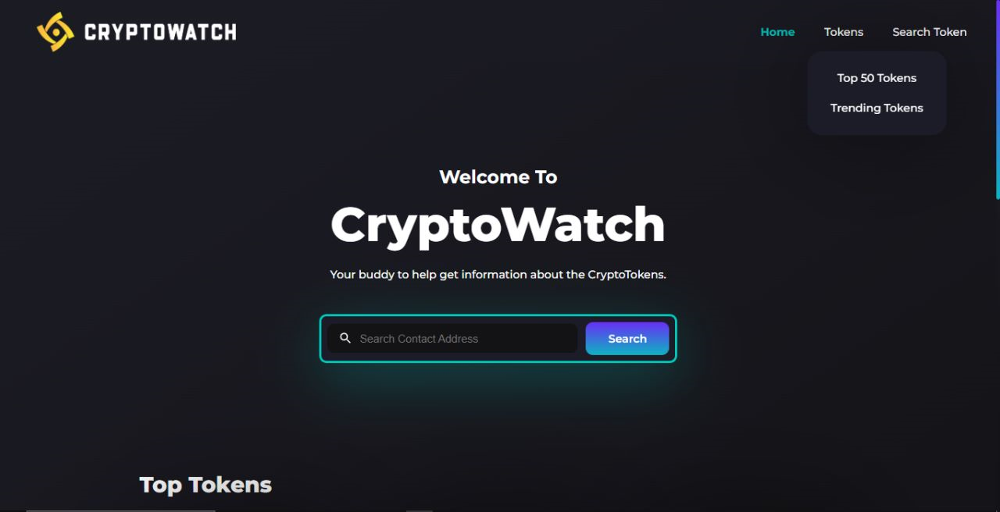 CRYPTOWATCH
Home Tokens Search Token
Top 50 Tokens
Trending Tokens
Welcome To
CryptoWatch
Your buddy to help get information about the CryptoTokens.
Search Contact Address Search
Top Tokens